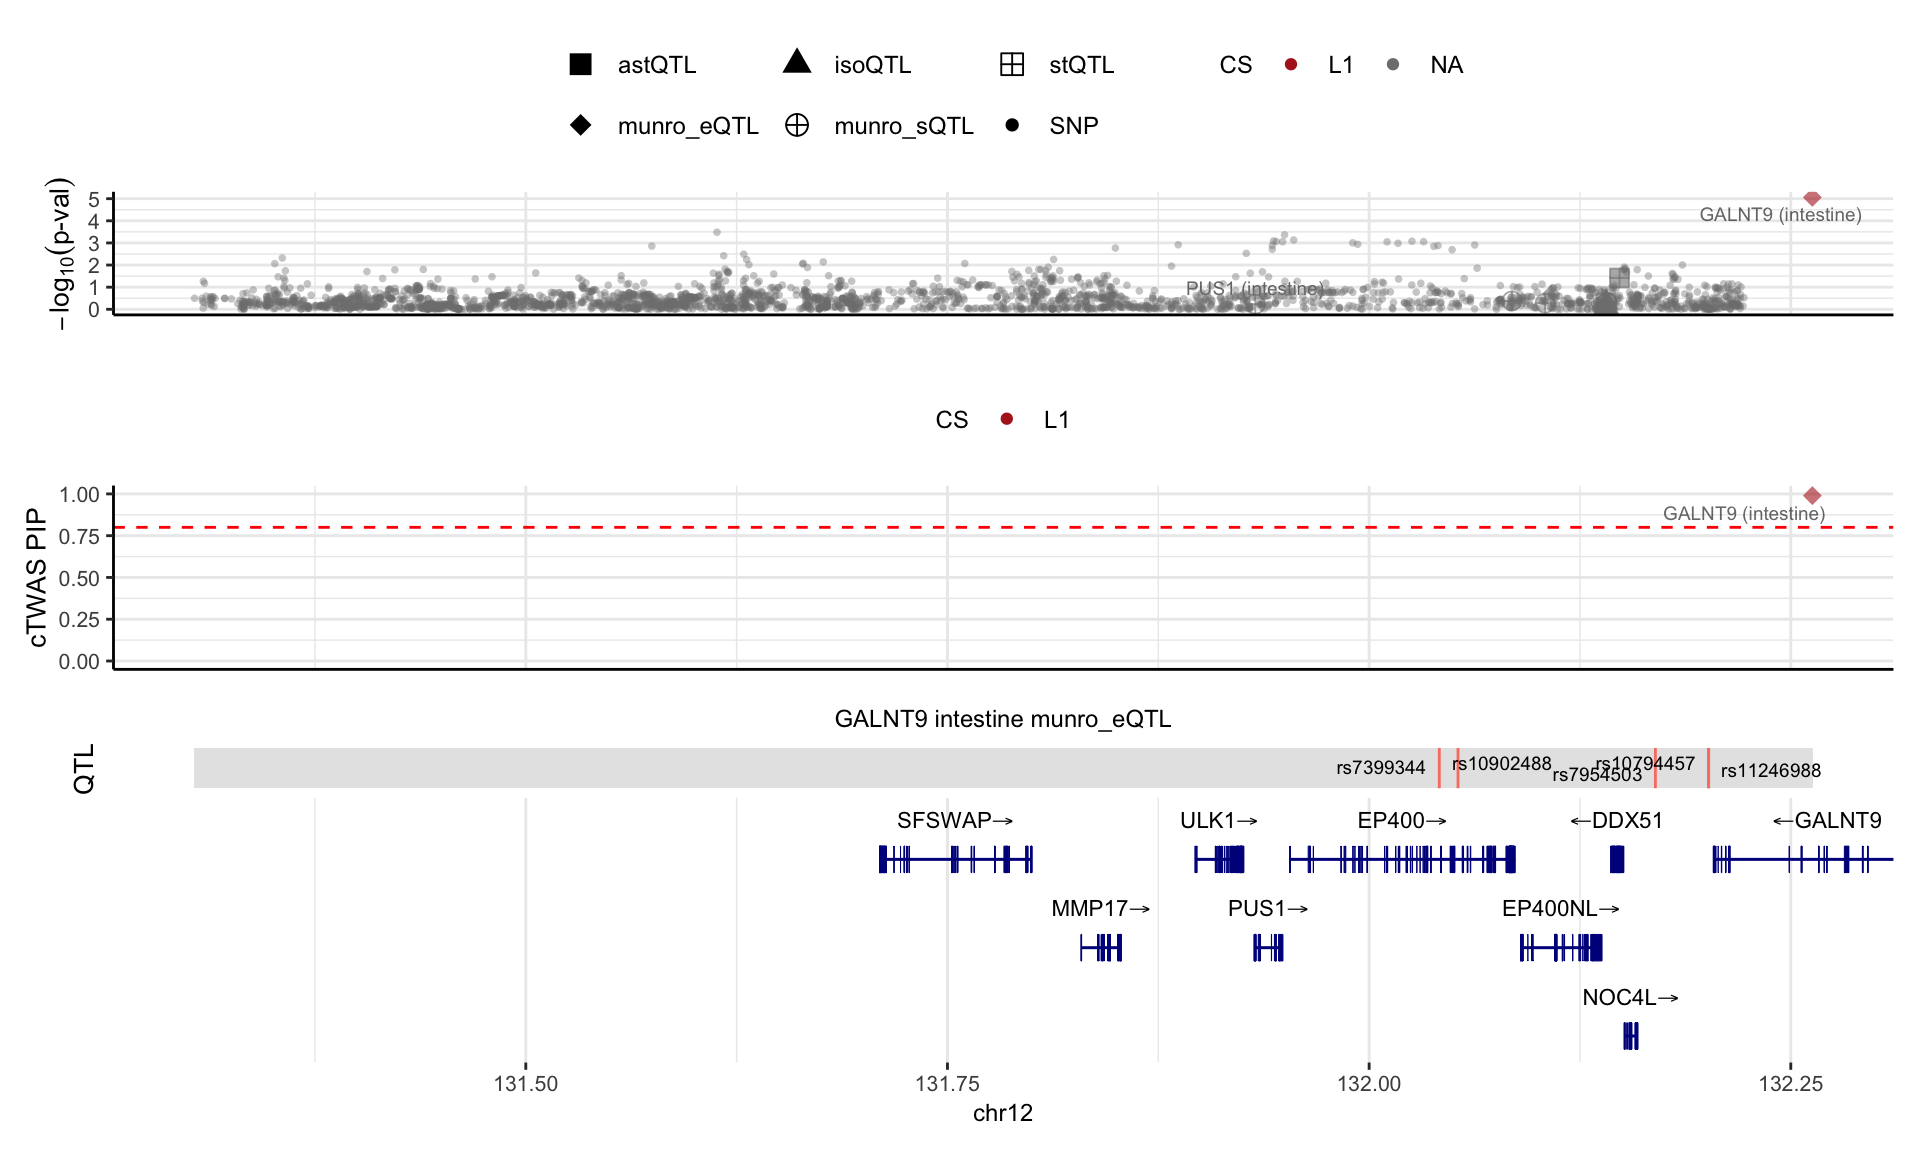 astQTL isoQTL stQTL CS L1 NA
munro_eQTL munro_sQTL SNP
−log10(p-val)
5
4
3
2
1
0
GALNT9 (intestine)
PUS1 (intestine)
CS L1
cTWAS PIP
1.00
0.75
0.50
0.25
0.00
GALNT9 (intestine)
GALNT9 intestine munro_eQTL
QTL
rs7399344 rs10902488 rs7954503 rs10794457 rs11246988
SFSWAP→ ULK1→ EP400→ ←DDX51 ←GALNT9
MMP17→ PUS1→ EP400NL→
NOC4L→
131.50 131.75 132.00 132.25
chr12